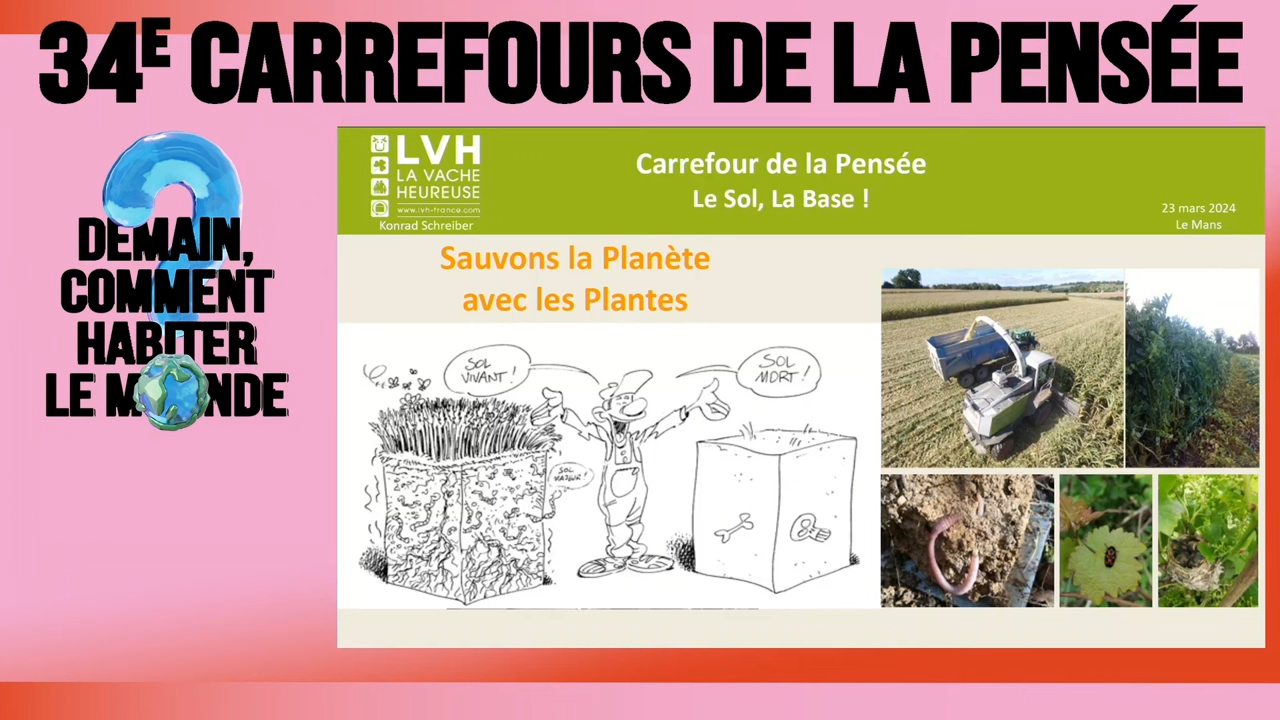 34E CARREFOURS DE LA PENSÉE
DEMAIN,
COMMENT
HABITER
LE MONDE
?
LVH
LA VACHE
HEUREUSE
www.lvh-france.com
Konrad Schreiber
Carrefour de la Pensée
Le Sol, La Base !
23 mars 2024
Le Mans
Sauvons la Planète
avec les Plantes
SOL
VIVANT !
SOL
MORT !
SOL